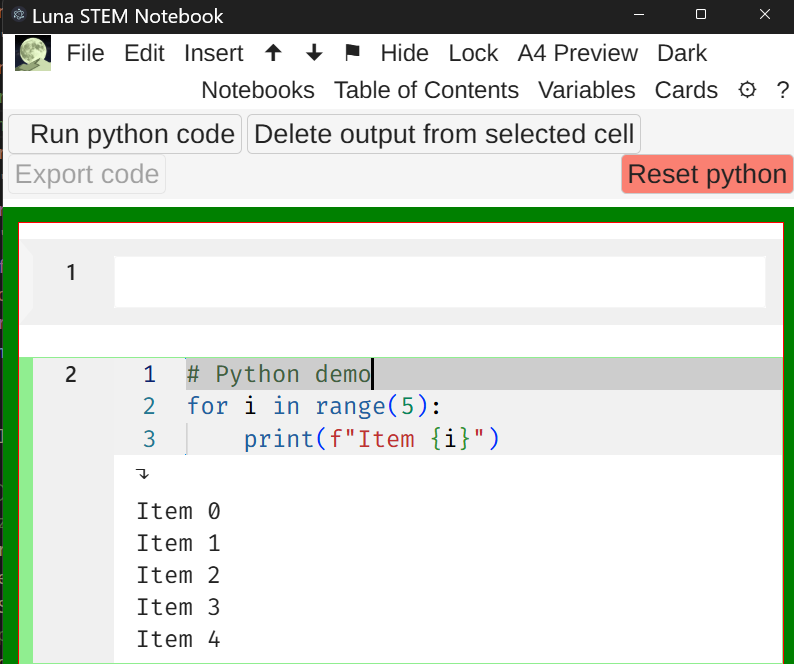 Luna STEM Notebook
File Edit Insert Hide Lock A4 Preview Dark
Notebooks Table of Contents Variables Cards ?
Run python code Delete output from selected cell
Export code Reset python
1
2 1 # Python demo
2 for i in range(5):
3     print(f"Item {i}")
Item 0
Item 1
Item 2
Item 3
Item 4